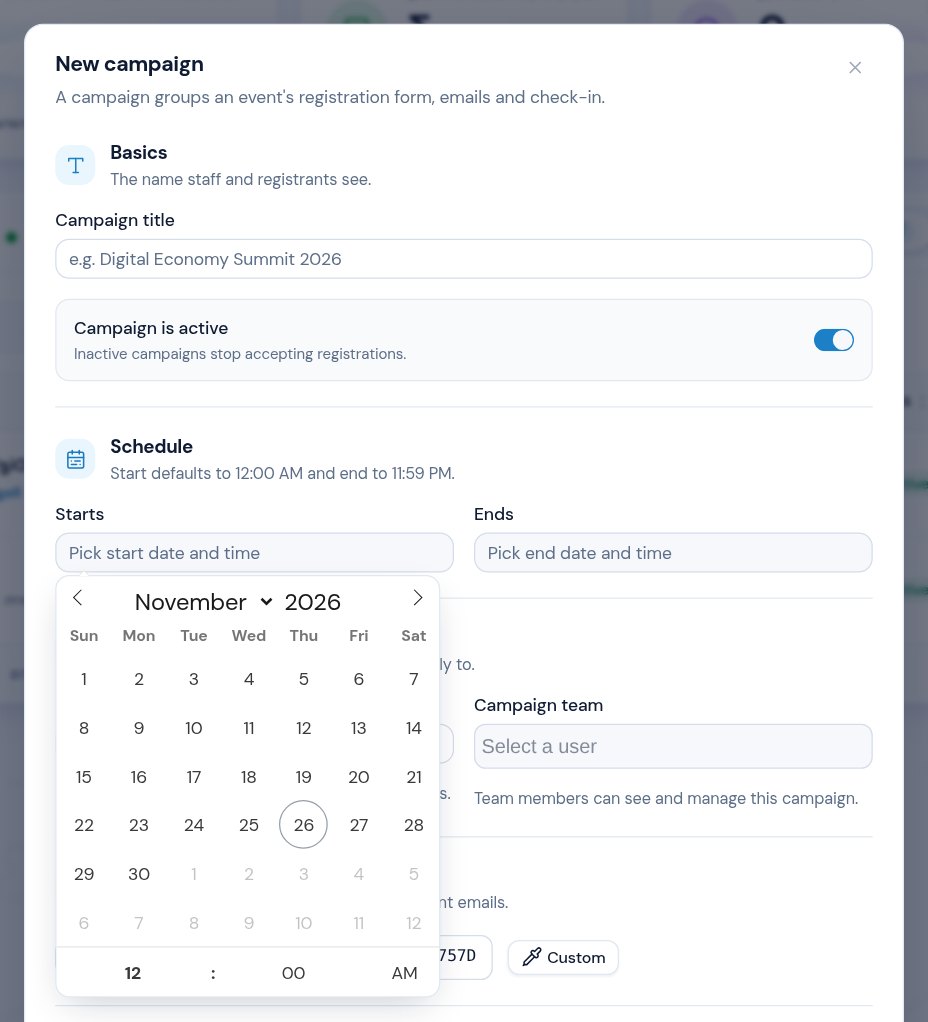 New campaign
A campaign groups an event's registration form, emails and check-in.
Basics
The name staff and registrants see.
Campaign title
e.g. Digital Economy Summit 2026
Campaign is active
Inactive campaigns stop accepting registrations.
Schedule
Start defaults to 12:00 AM and end to 11:59 PM.
Starts
Ends
Pick start date and time
Pick end date and time
November 2026
Sun Mon Tue Wed Thu Fri Sat
1 2 3 4 5 6 7
8 9 10 11 12 13 14
15 16 17 18 19 20 21
22 23 24 25 26 27 28
29 30 1 2 3 4 5
6 7 8 9 10 11 12
12 : 00 AM
to.
Campaign team
Select a user
Team members can see and manage this campaign.
emails.
757D
Custom